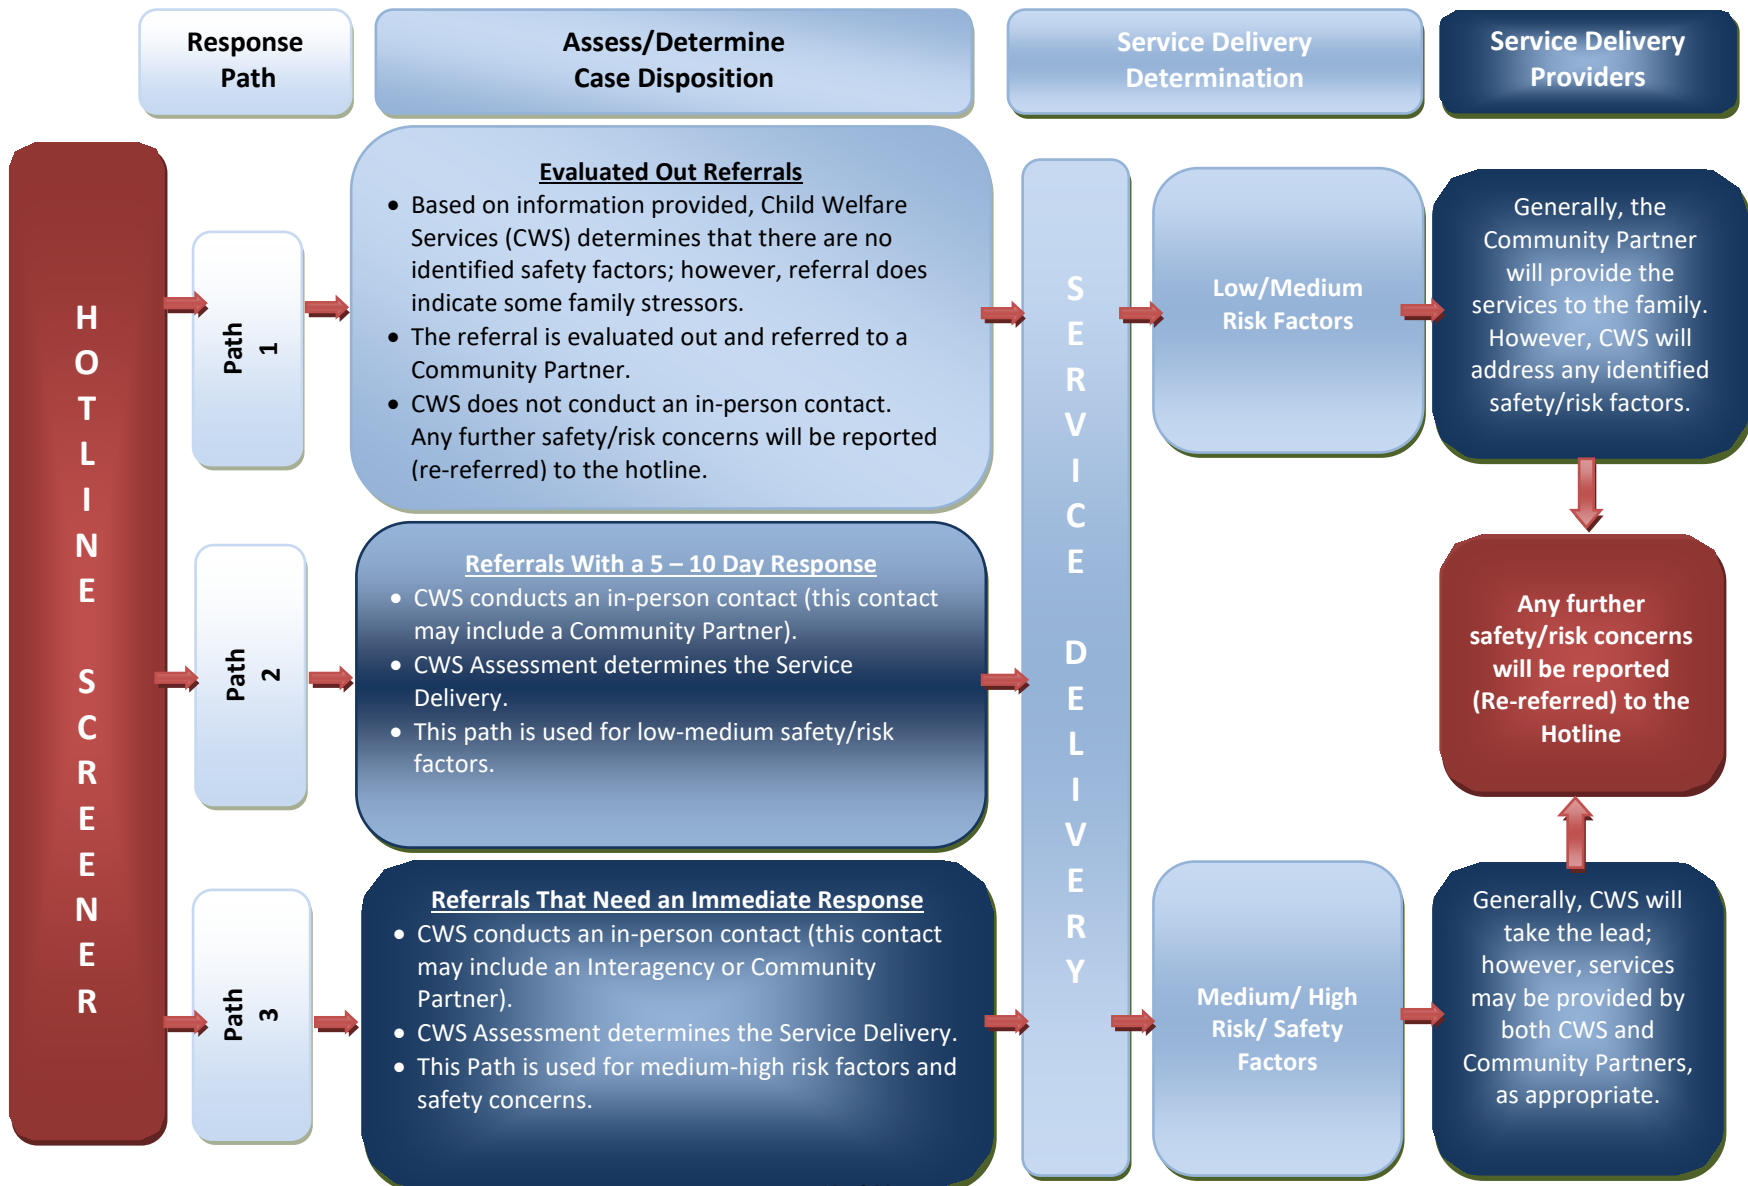 Response
Path
Assess/Determine
Case Disposition
Service Delivery
Determination
Service Delivery
Providers
HOTLINE SCREENER
Path
1
Evaluated Out Referrals
• Based on information provided, Child Welfare
Services (CWS) determines that there are no
identified safety factors; however, referral does
indicate some family stressors.
• The referral is evaluated out and referred to a
Community Partner.
• CWS does not conduct an in-person contact.
Any further safety/risk concerns will be reported
(re-referred) to the hotline.
Path
2
Referrals With a 5 – 10 Day Response
• CWS conducts an in-person contact (this contact
may include a Community Partner).
• CWS Assessment determines the Service
Delivery.
• This path is used for low-medium safety/risk
factors.
Path
3
Referrals That Need an Immediate Response
• CWS conducts an in-person contact (this contact
may include an Interagency or Community
Partner).
• CWS Assessment determines the Service Delivery.
• This Path is used for medium-high risk factors and
safety concerns.
SERVICE DELIVERY
Low/Medium
Risk Factors
Generally, the
Community Partner
will provide the
services to the family.
However, CWS will
address any identified
safety/risk factors.
Any further
safety/risk concerns
will be reported
(Re-referred) to the
Hotline
Medium/ High
Risk/ Safety
Factors
Generally, CWS will
take the lead;
however, services
may be provided by
both CWS and
Community Partners,
as appropriate.